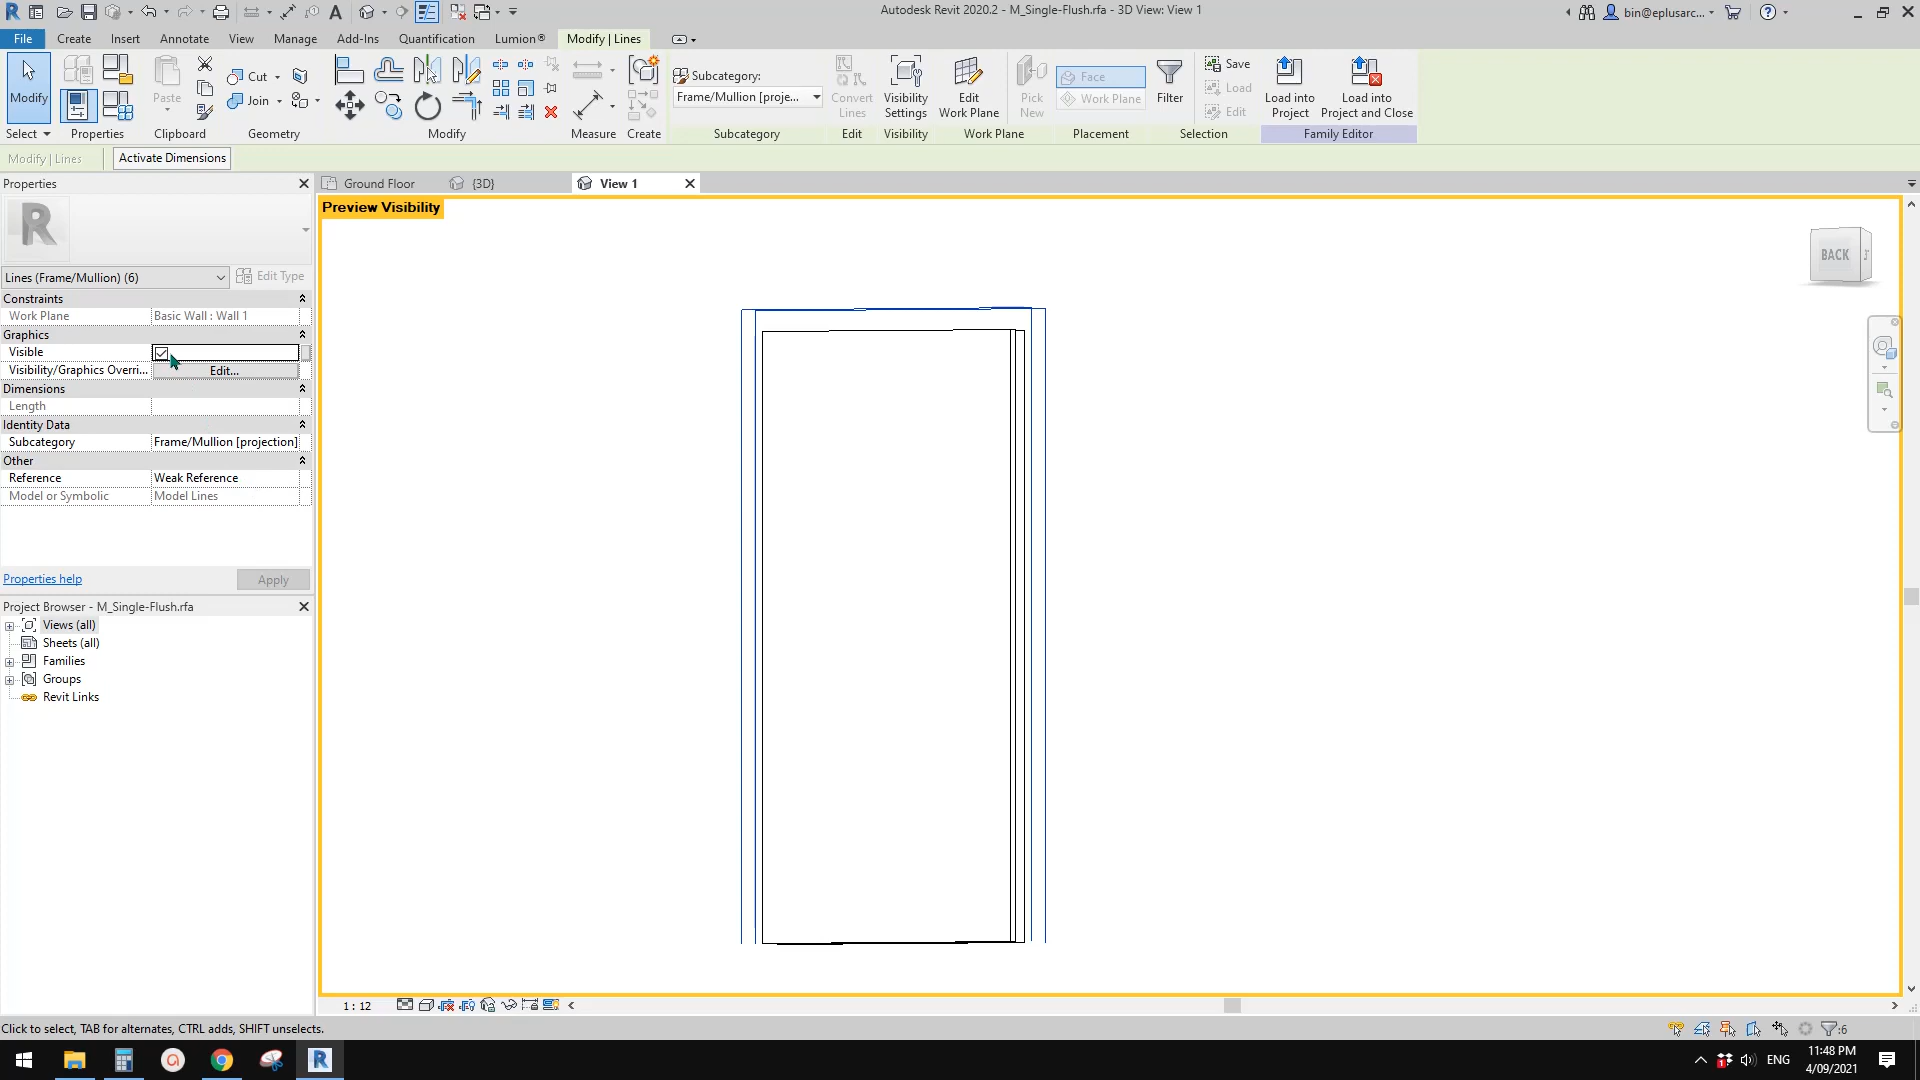 Autodesk Revit 2020.2 - M_Single-Flush.rfa - 3D View: View 1
bin@eplusarc...
File
Create
Insert
Annotate
View
Manage
Add-Ins
Quantification
Lumion®
Modify | Lines
Modify
Paste
Cut
Join
Subcategory:
Frame/Mullion [proje...
Convert
Lines
Visibility
Settings
Edit
Work Plane
Pick
New
Face
Work Plane
Filter
Save
Load
Edit
Load into
Project
Load into
Project and Close
Select
Properties
Clipboard
Geometry
Modify
Measure
Create
Subcategory
Edit
Visibility
Work Plane
Placement
Selection
Family Editor
Modify | Lines
Activate Dimensions
Properties
Ground Floor
{3D}
View 1
Preview Visibility
BACK
Lines (Frame/Mullion) (6)
Edit Type
Constraints
Work Plane
Basic Wall : Wall 1
Graphics
Visible
Visibility/Graphics Overri...
Edit...
Dimensions
Length
Identity Data
Subcategory
Frame/Mullion [projection]
Other
Reference
Weak Reference
Model or Symbolic
Model Lines
Properties help
Apply
Project Browser - M_Single-Flush.rfa
Views (all)
Sheets (all)
Families
Groups
Revit Links
1 : 12
Click to select, TAB for alternates, CTRL adds, SHIFT unselects.
:6
ENG
11:48 PM
4/09/2021